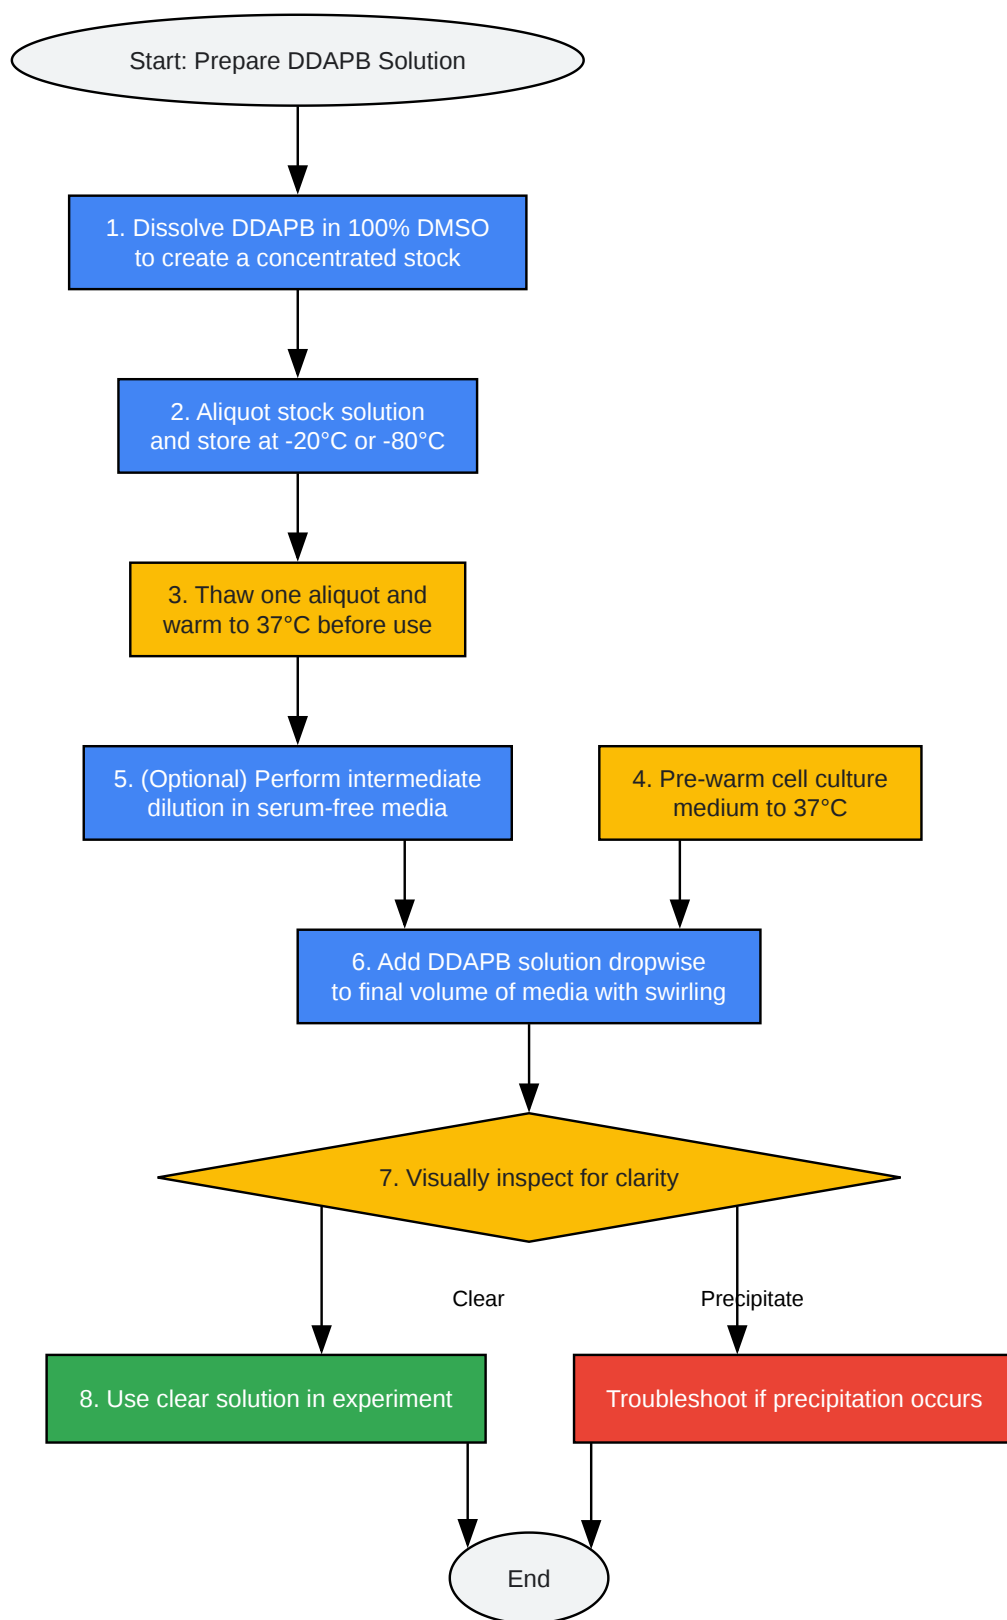 Start: Prepare DDAPB Solution
1. Dissolve DDAPB in 100% DMSO
to create a concentrated stock
2. Aliquot stock solution
and store at -20°C or -80°C
3. Thaw one aliquot and
warm to 37°C before use
5. (Optional) Perform intermediate
dilution in serum-free media
4. Pre-warm cell culture
medium to 37°C
6. Add DDAPB solution dropwise
to final volume of media with swirling
7. Visually inspect for clarity
Clear
Precipitate
8. Use clear solution in experiment
Troubleshoot if precipitation occurs
End